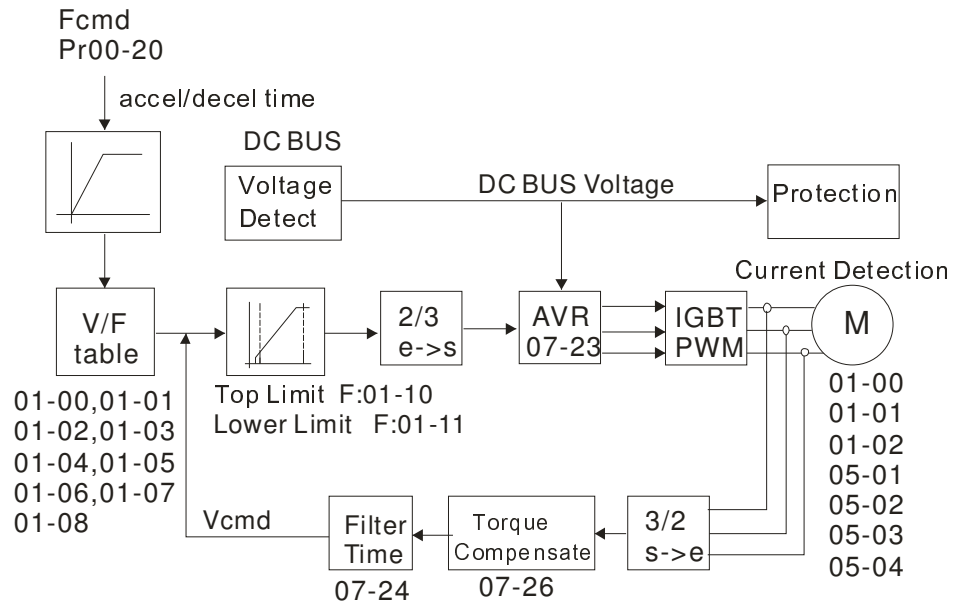 Fcmd
Pr00-20
accel/decel time
DC BUS
Voltage
Detect
DC BUS Voltage
Protection
Current Detection
V/F
table
2/3
e->s
AVR
07-23
IGBT
PWM
M
01-00,01-01
01-02,01-03
01-04,01-05
01-06,01-07
01-08
Top Limit F:01-10
Lower Limit F:01-11
01-00
01-01
01-02
05-01
05-02
05-03
05-04
Vcmd
Filter
Time
07-24
Torque
Compensate
07-26
3/2
s->e